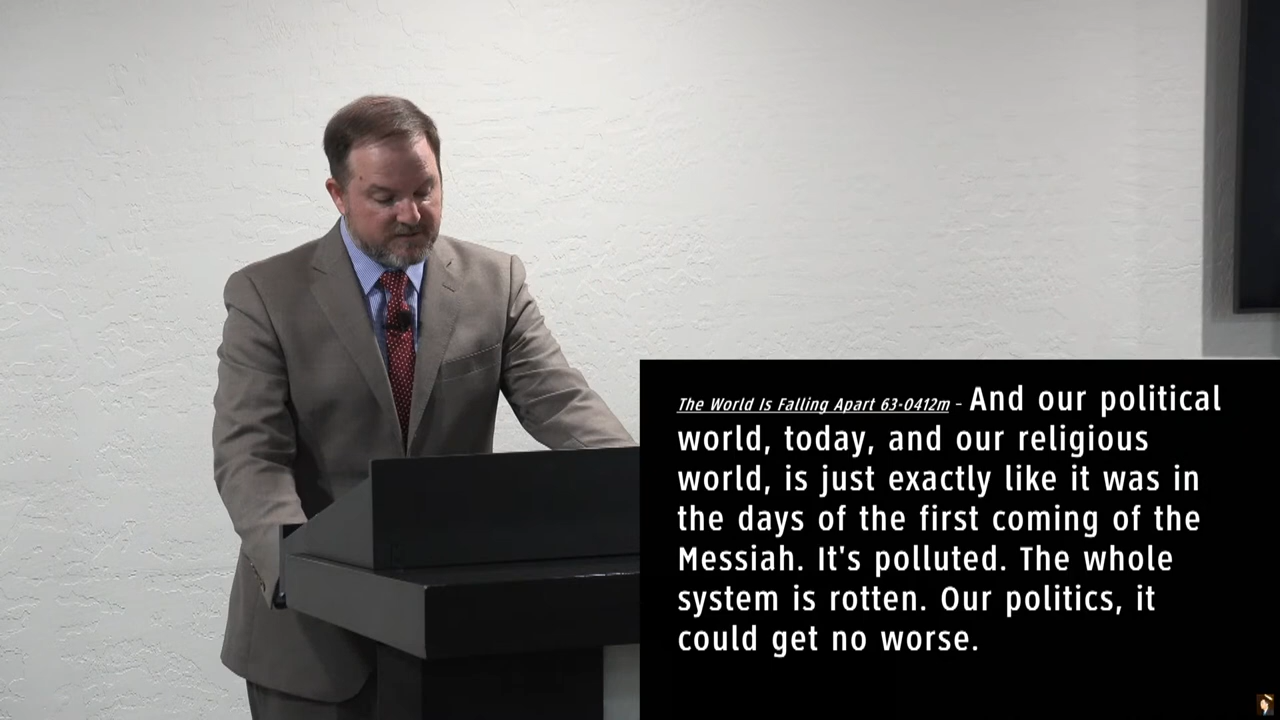 The World Is Falling Apart 63-0412m - And our political
world, today, and our religious
world, is just exactly like it was in
the days of the first coming of the
Messiah. It's polluted. The whole
system is rotten. Our politics, it
could get no worse.